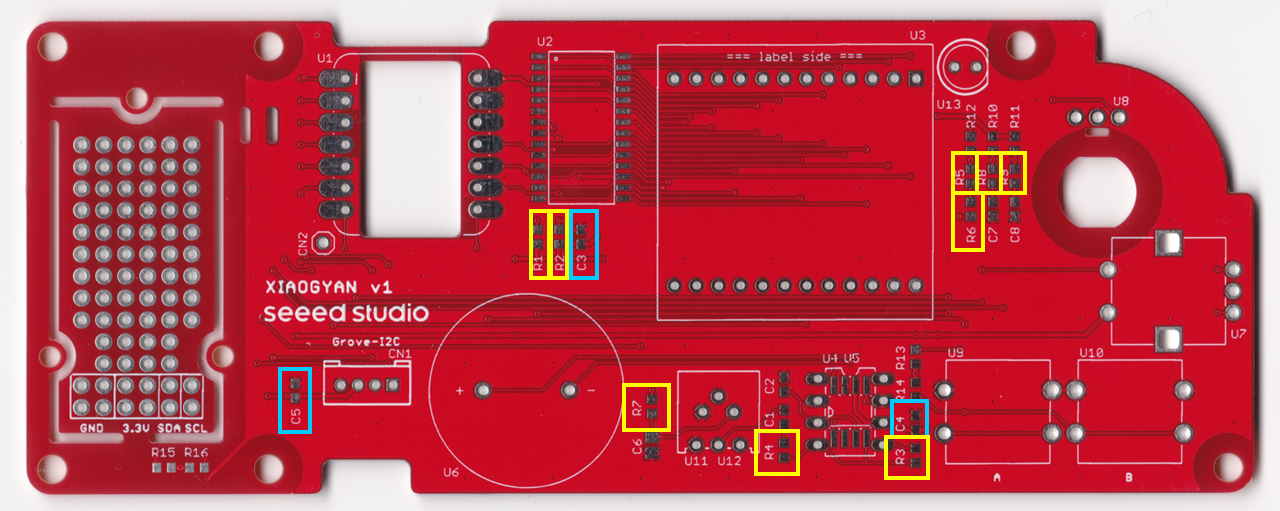 U1
U2
U3
=== label side ===
U13
U8
R12 R10 R11
R5 R8 R9
R6 C7 C8
R1 R2 C3
CN2
XIAOGYAN v1
seeed studio
Grove-I2C
CN1
U7
+ -
U6
C5
R7
C6
C2
C1
R4
U4 U5
R13
R14
C4
R3
U9
U10
U11 U12
GND 3.3V SDA SCL
R15 R16
A
B